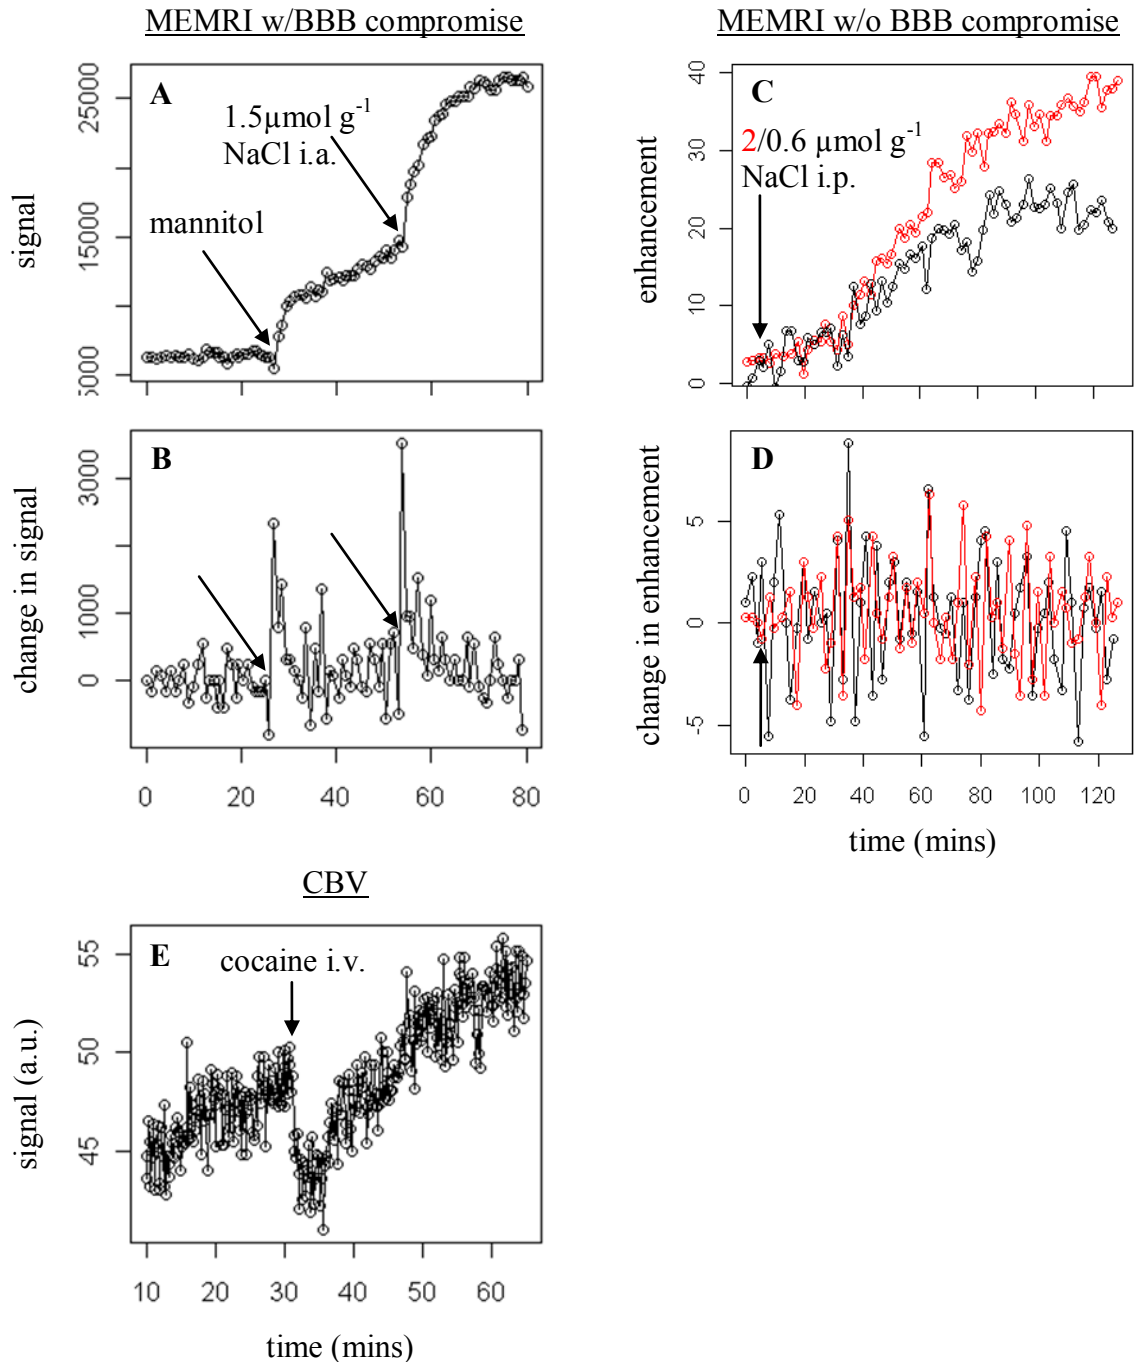 MEMRI w/BBB compromise
MEMRI w/o BBB compromise
A
1.5µmol g-1
NaCl i.a.
mannitol
signal
5000
15000
25000
C
2/0.6 µmol g-1
NaCl i.p.
enhancement
0
10
20
30
40
B
change in signal
0
1000
3000
0
20
40
60
80
D
change in enhancement
-5
0
5
0
20
40
60
80
100
120
time (mins)
CBV
E
cocaine i.v.
signal (a.u.)
45
50
55
10
20
30
40
50
60
time (mins)